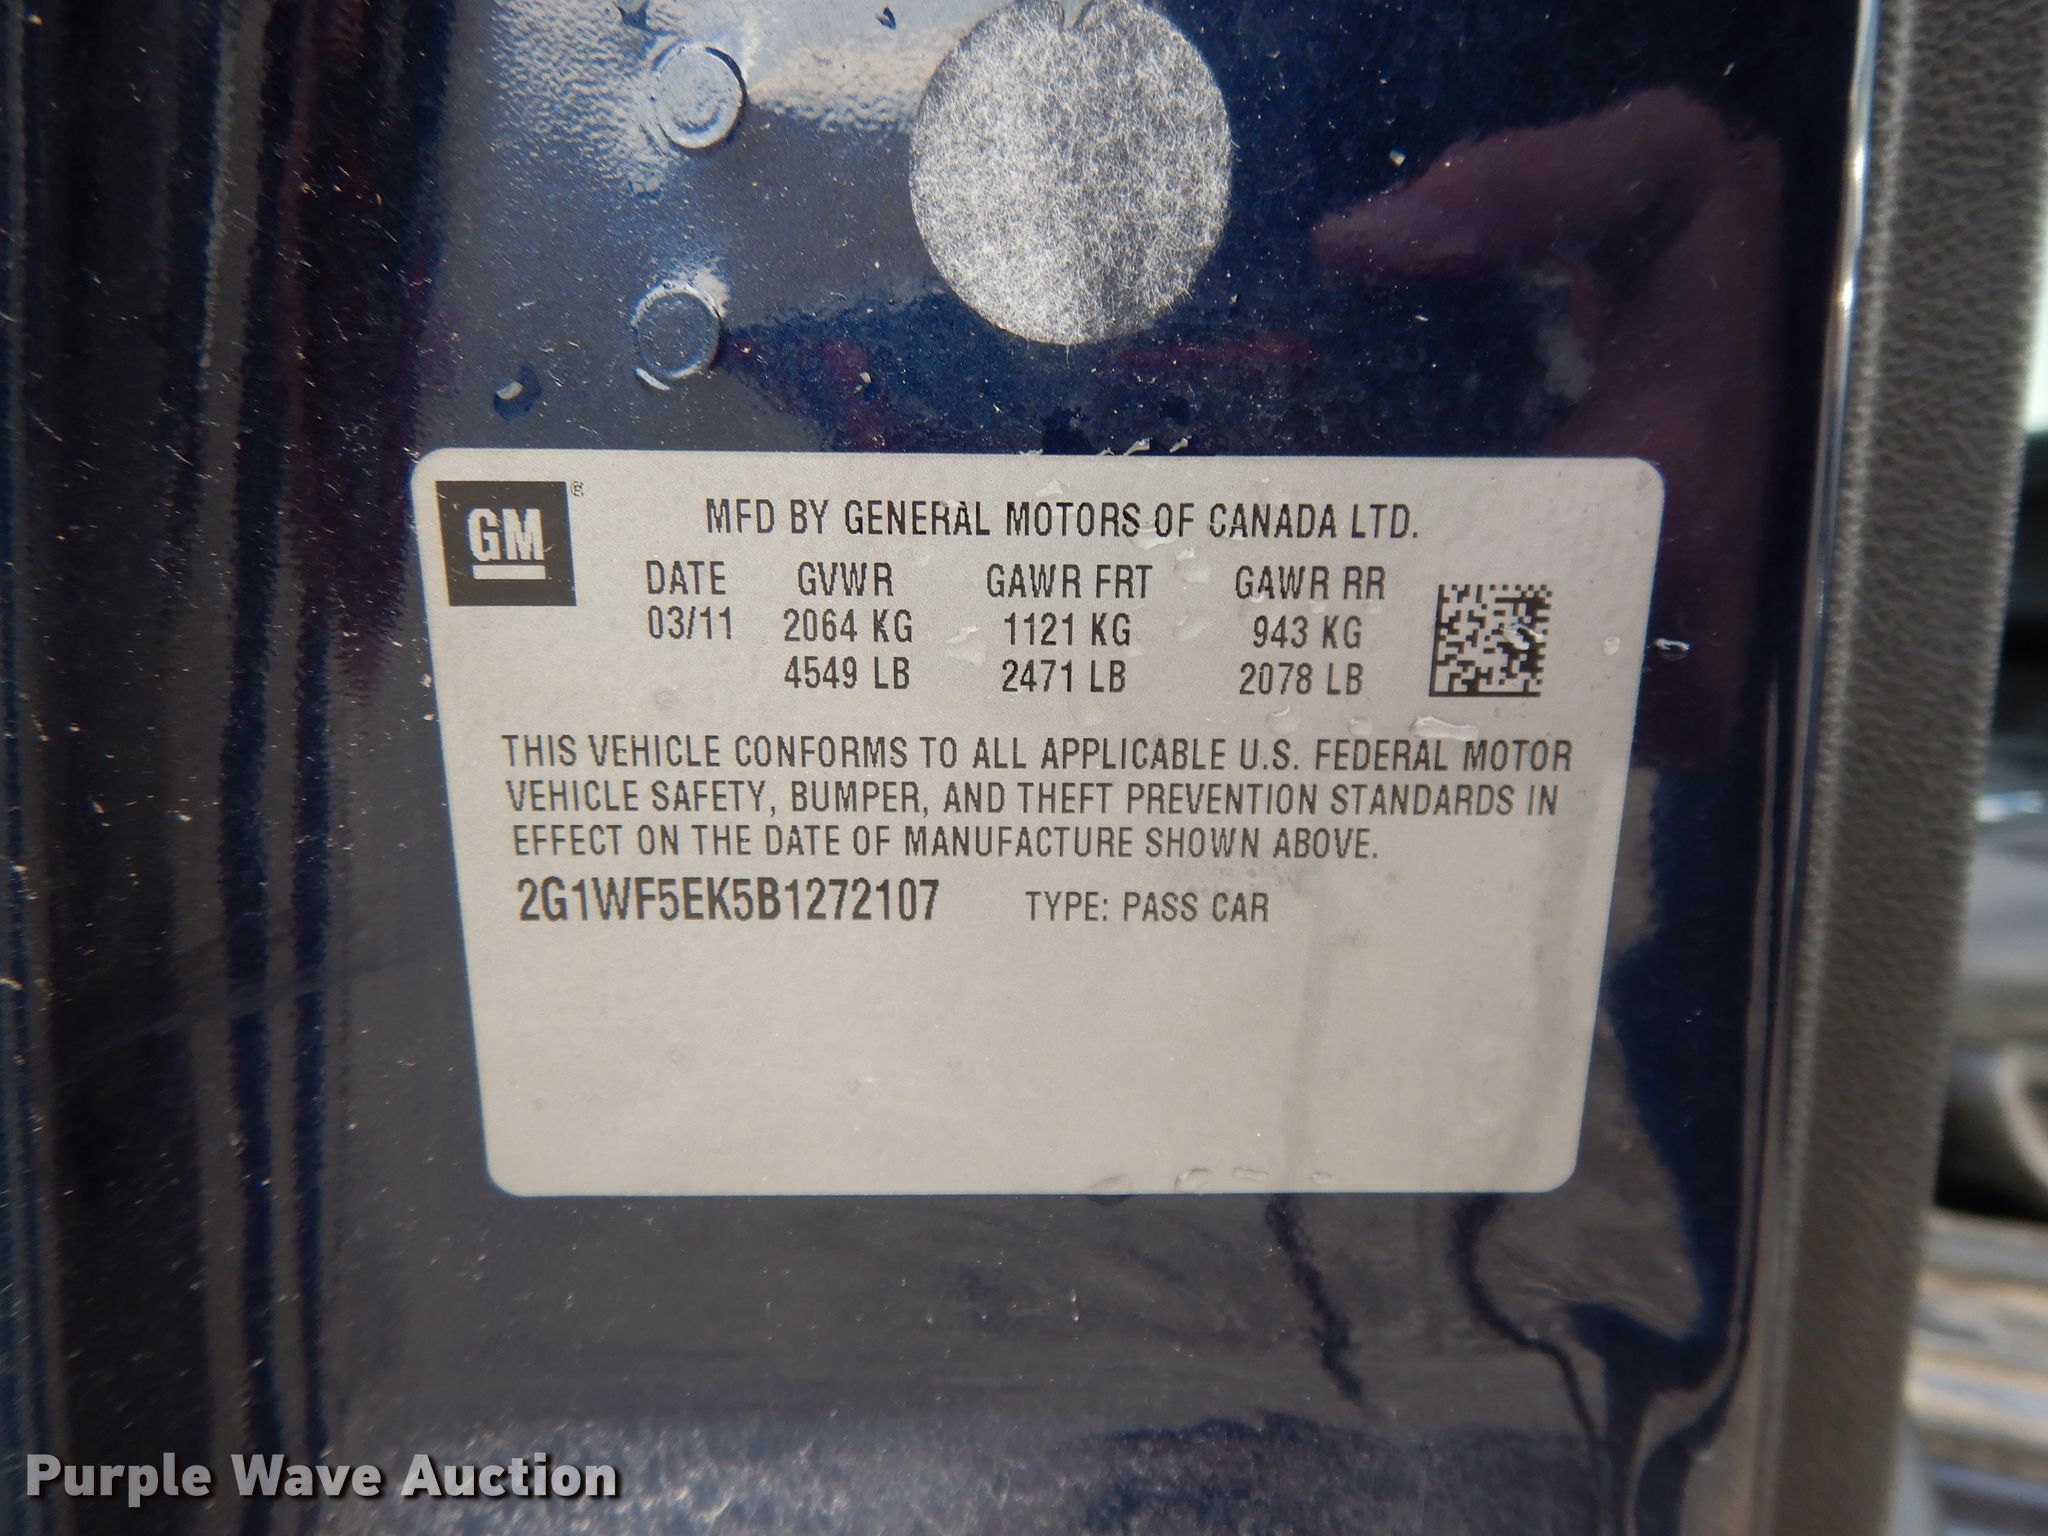 GM ®
MFD BY GENERAL MOTORS OF CANADA LTD.
DATE GVWR GAWR FRT GAWR RR
03/11 2064 KG 1121 KG 943 KG
4549 LB 2471 LB 2078 LB
THIS VEHICLE CONFORMS TO ALL APPLICABLE U.S. FEDERAL MOTOR
VEHICLE SAFETY, BUMPER, AND THEFT PREVENTION STANDARDS IN
EFFECT ON THE DATE OF MANUFACTURE SHOWN ABOVE.
2G1WF5EK5B1272107 TYPE: PASS CAR
Purple Wave Auction